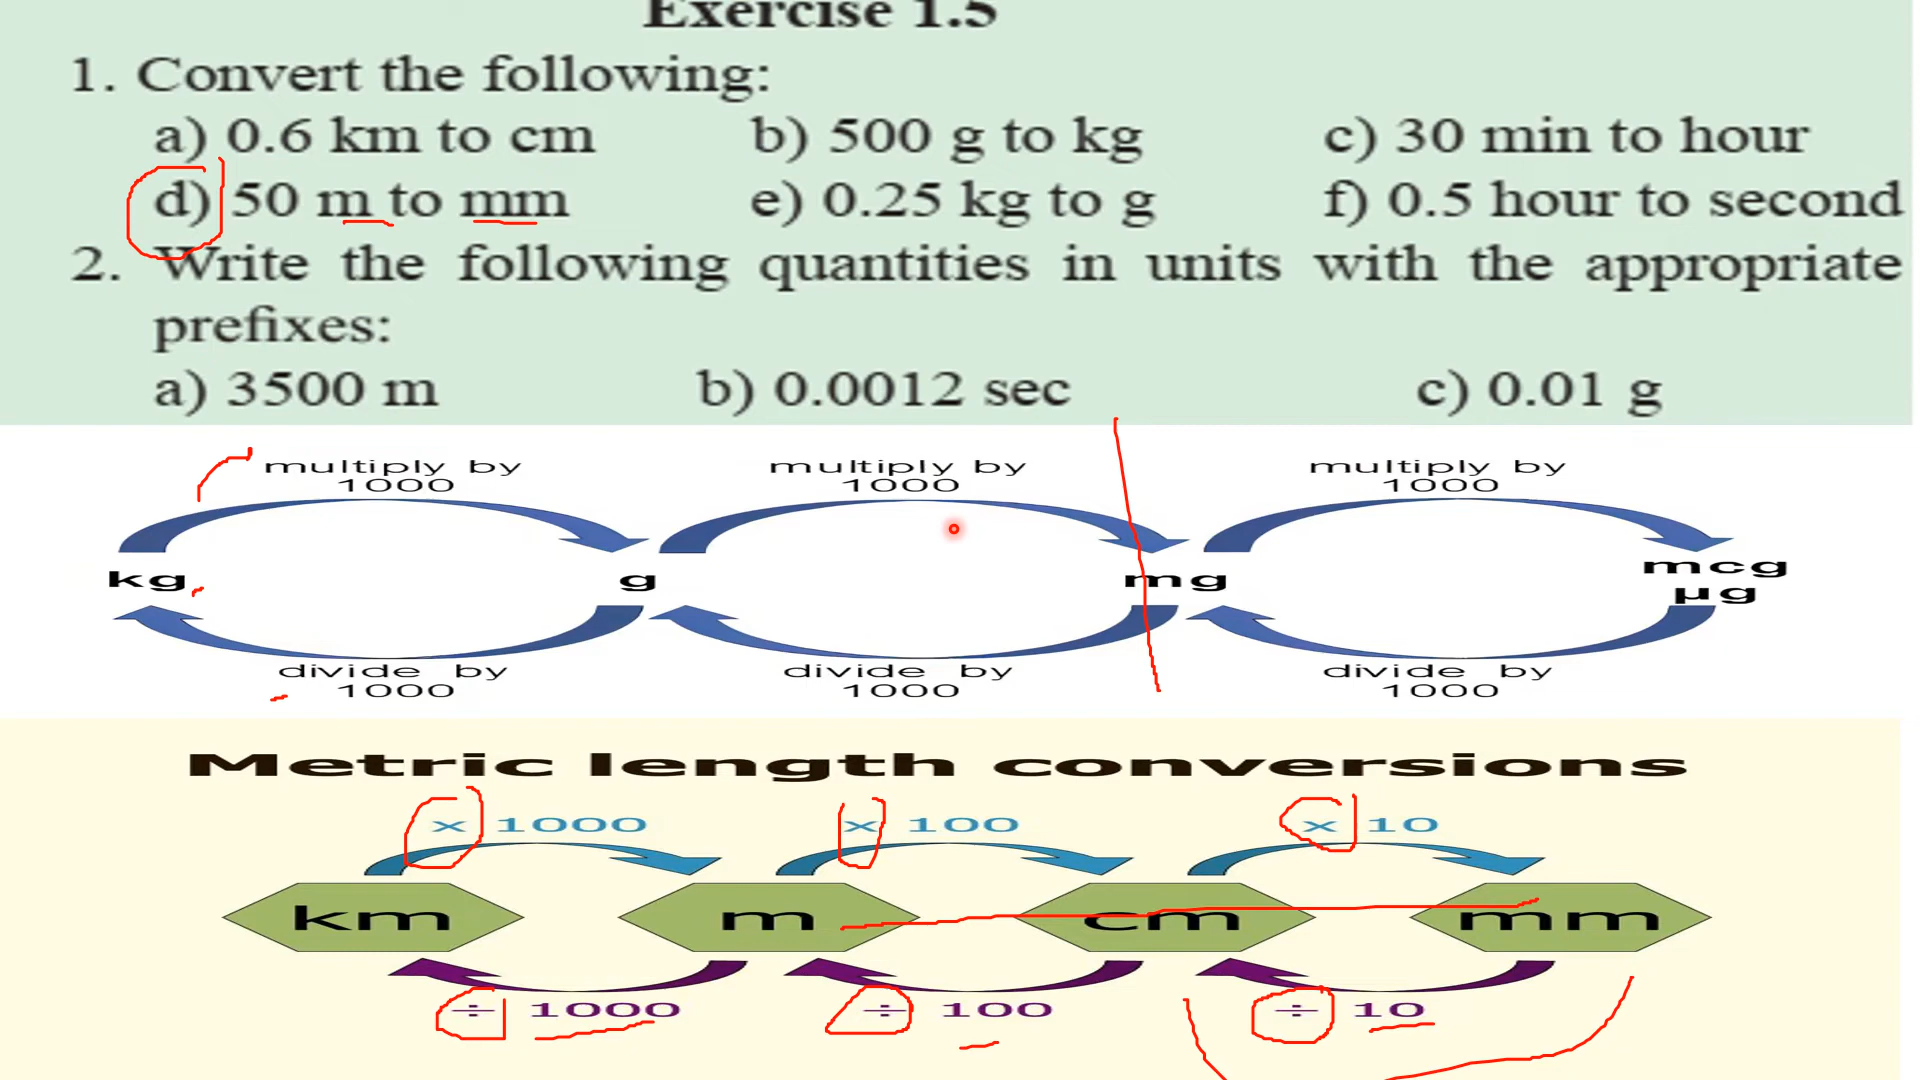 Exercise 1.5
1. Convert the following:
a) 0.6 km to cm b) 500 g to kg c) 30 min to hour
d) 50 m to mm e) 0.25 kg to g f) 0.5 hour to second
2. Write the following quantities in units with the appropriate
prefixes:
a) 3500 m b) 0.0012 sec c) 0.01 g
multiply by multiply by multiply by
1000 1000 1000
kg g mg mcg
µg
divide by divide by divide by
1000 1000 1000
Metric length conversions
x 1000 x 100 x 10
km m cm mm
÷ 1000 ÷ 100 ÷ 10